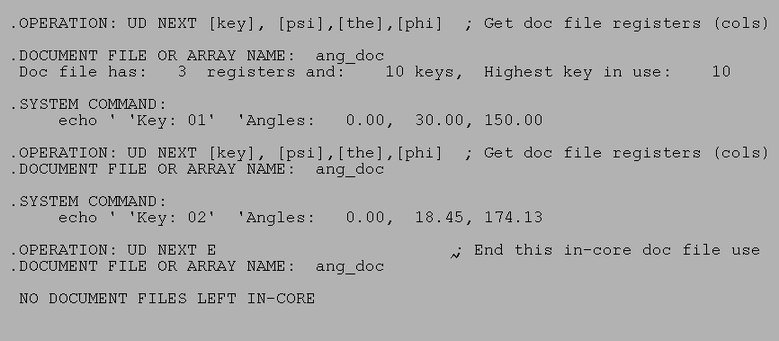 .OPERATION: UD NEXT [key], [psi],[the],[phi]  ; Get doc file registers (cols)
.DOCUMENT FILE OR ARRAY NAME:  ang_doc
Doc file has:   3  registers and:    10 keys,  Highest key in use:    10
.SYSTEM COMMAND:
echo ' 'Key: 01'  'Angles:   0.00,  30.00, 150.00
.OPERATION: UD NEXT [key], [psi],[the],[phi]  ; Get doc file registers (cols)
.DOCUMENT FILE OR ARRAY NAME:  ang_doc
.SYSTEM COMMAND:
echo ' 'Key: 02'  'Angles:   0.00,  18.45, 174.13
.OPERATION: UD NEXT E                        ; End this in-core doc file use
.DOCUMENT FILE OR ARRAY NAME:  ang_doc
NO DOCUMENT FILES LEFT IN-CORE